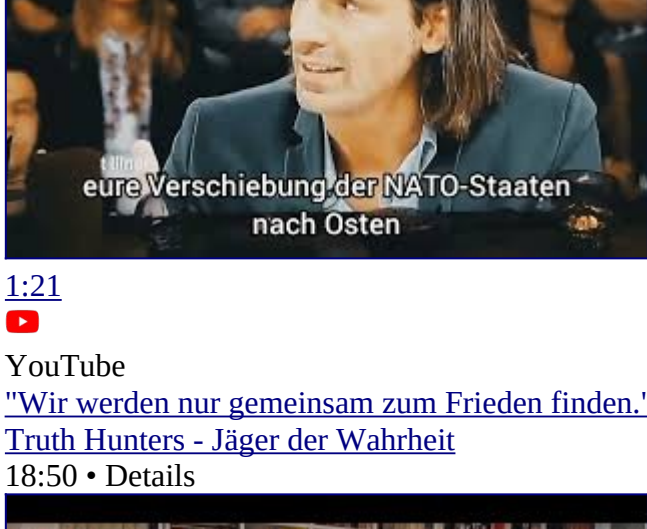 eure Verschiebung der NATO-Staaten
nach Osten
1:21
YouTube
"Wir werden nur gemeinsam zum Frieden finden.'
Truth Hunters - Jäger der Wahrheit
18:50 • Details